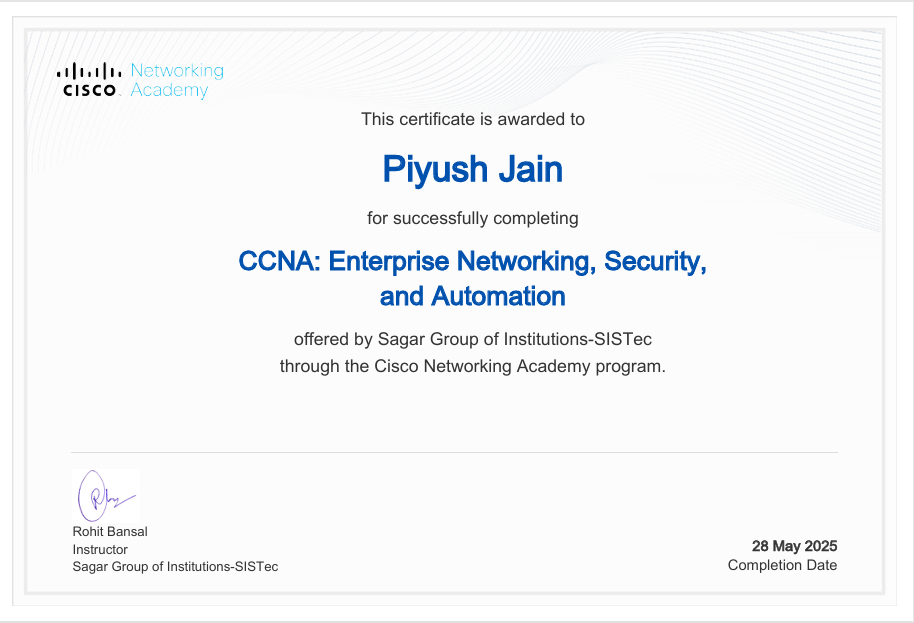 Networking
CISCO Academy
This certificate is awarded to
Piyush Jain
for successfully completing
CCNA: Enterprise Networking, Security,
and Automation
offered by Sagar Group of Institutions-SISTec
through the Cisco Networking Academy program.
Rohit Bansal
Instructor
Sagar Group of Institutions-SISTec
28 May 2025
Completion Date